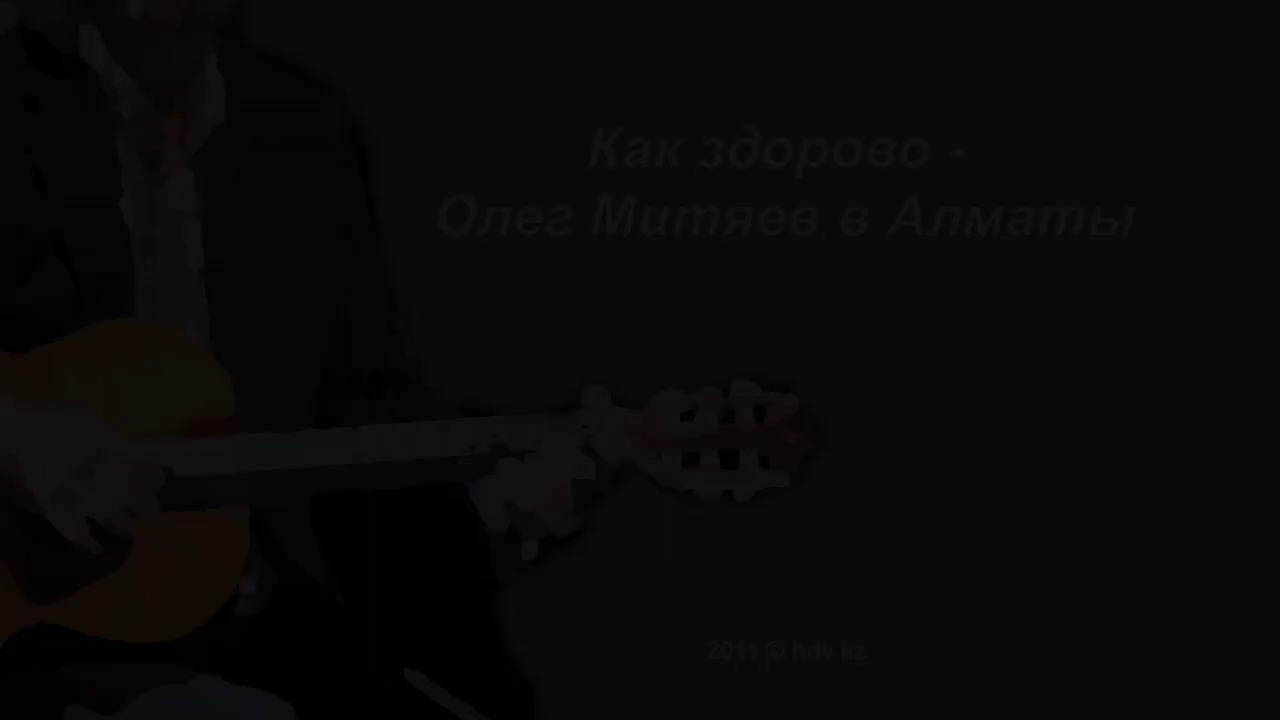 Как здорово -
Олег Митяев в Алматы
2011 @ hdv.kz